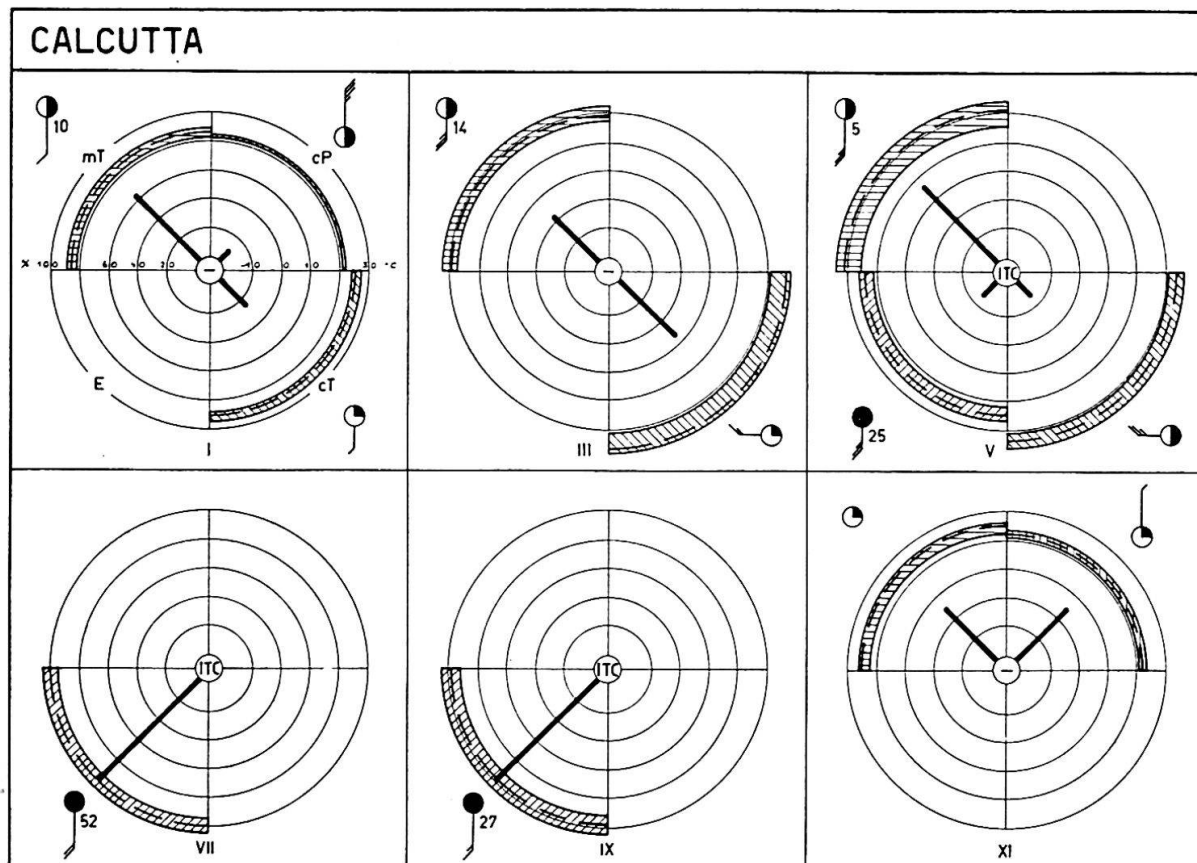 CALCUTTA
10
mT
cP
% 100 60 40 20 – -10 0 10 30 °C
E
cT
I
14
–
III
5
ITC
25
V
ITC
52
VII
ITC
27
IX
–
XI